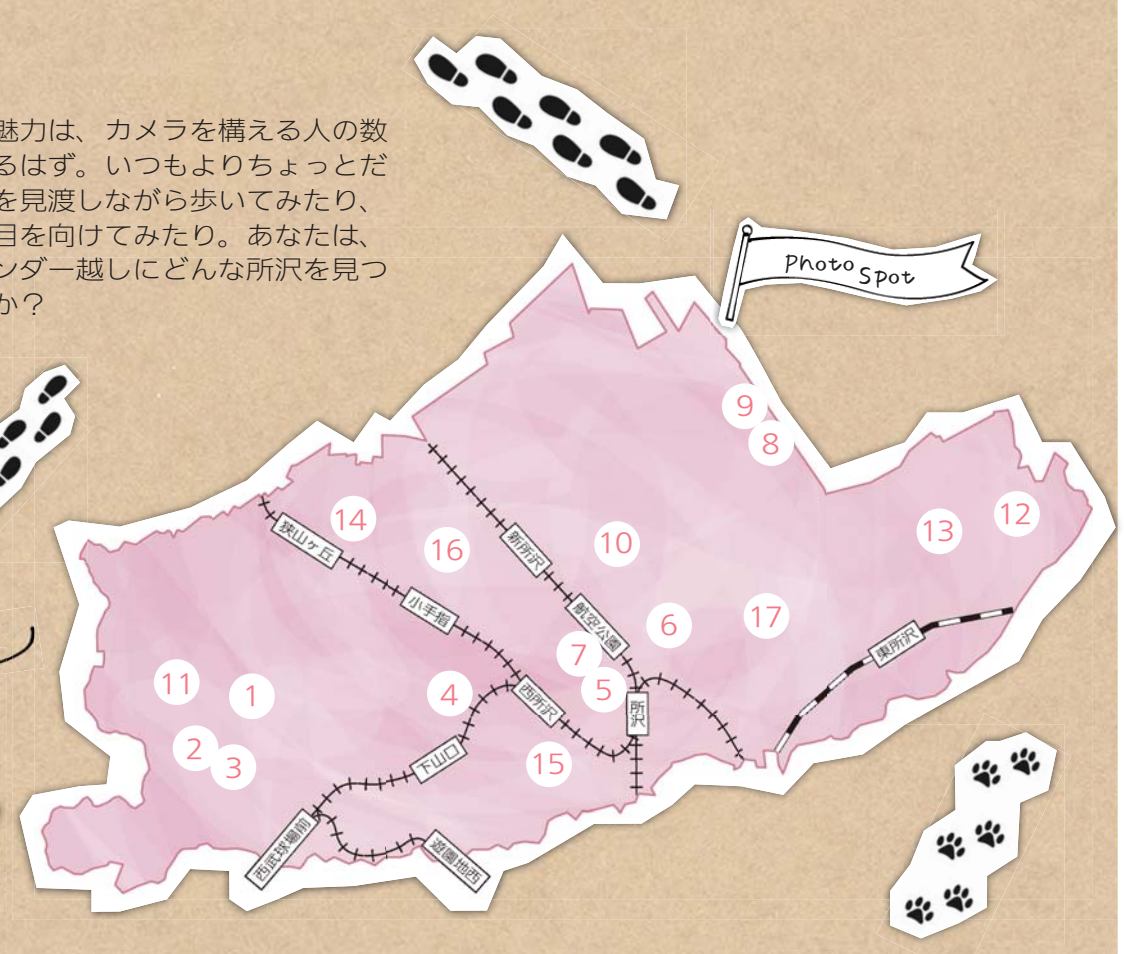 魅力は、カメラを構える人の数
るはず。いつもよりちょっとだ
を見渡しながら歩いてみたり、
目を向けてみたり。あなたは、
ンダー越しにどんな所沢を見つ
か?
Photo Spot
9
8
14
16
10
13
12
狭山ヶ丘
新所沢
小手指
航空公園
6
17
東所沢
7
5
11
1
4
西所沢
所沢
2
3
下山口
15
西武球場前
遊園地西